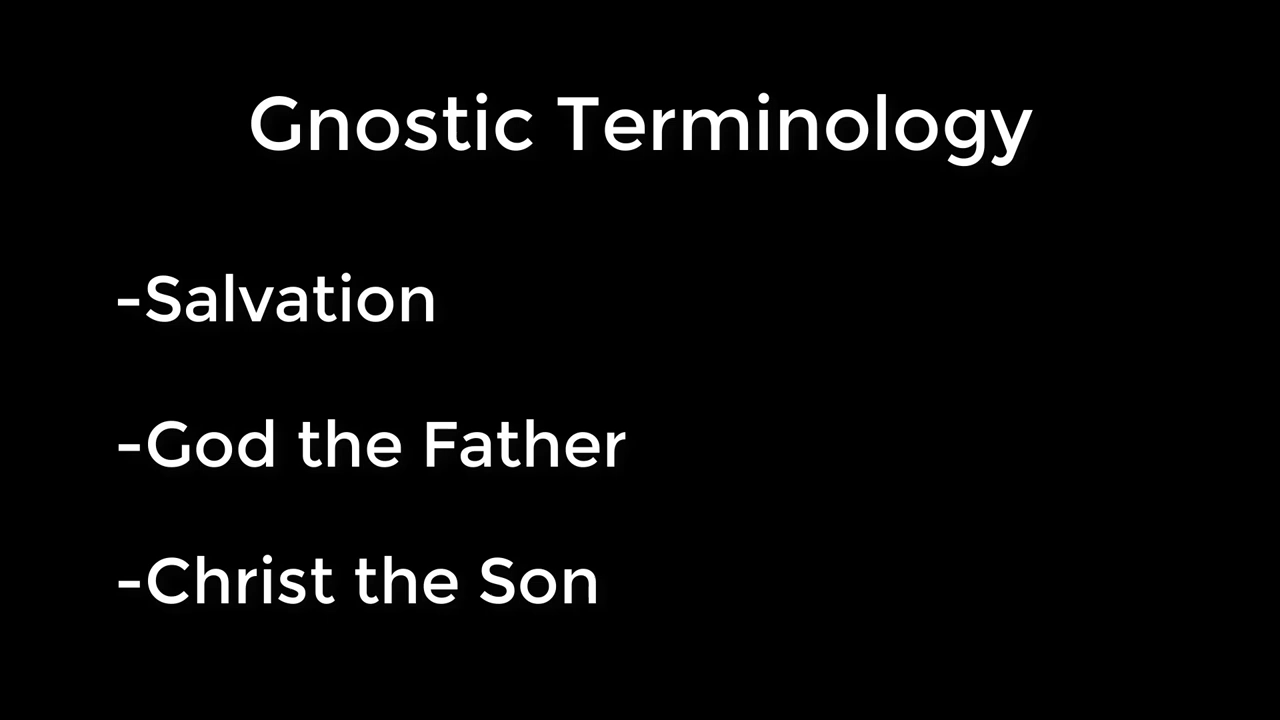 Gnostic Terminology
-Salvation
-God the Father
-Christ the Son